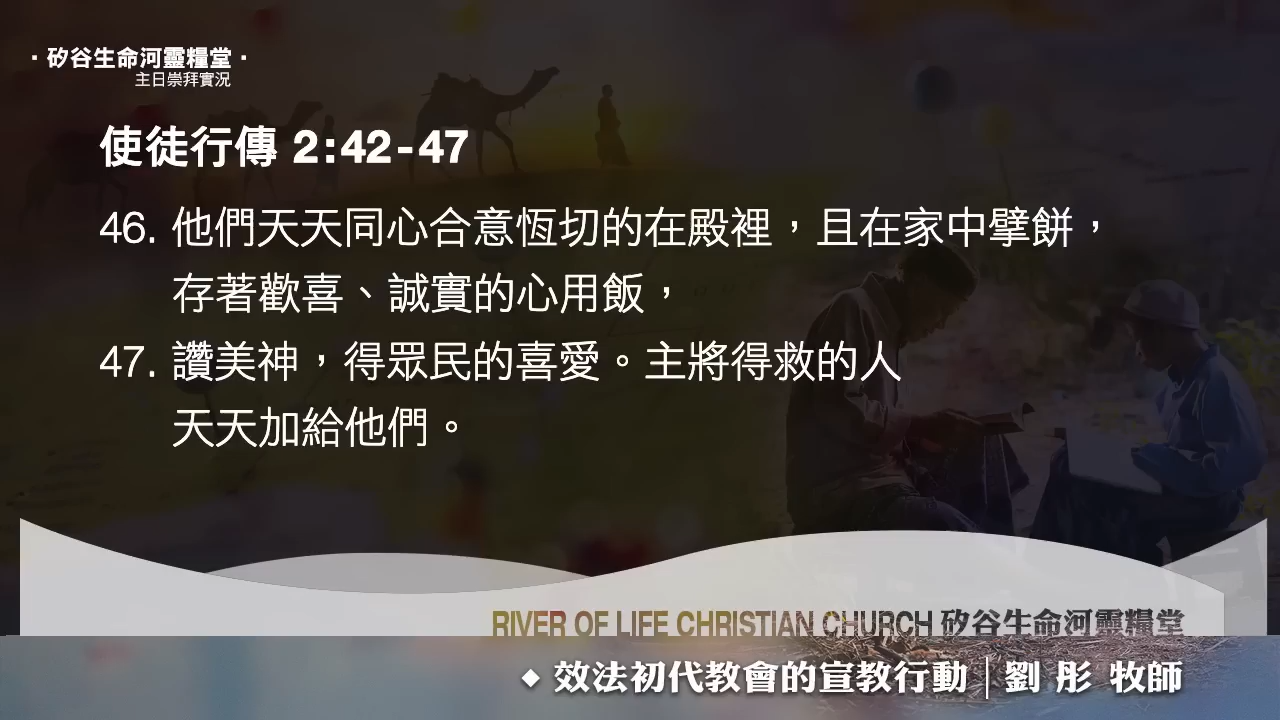 ·矽谷生命河靈糧堂·
主日崇拜實況
使徒行傳 2:42-47
46. 他們天天同心合意恆切的在殿裡，且在家中擘餅，
存著歡喜、誠實的心用飯，
47. 讚美神，得眾民的喜愛。主將得救的人
天天加給他們。
RIVER OF LIFE CHRISTIAN CHURCH 矽谷生命河靈糧堂
◆ 效法初代教會的宣教行動│劉 彤 牧師